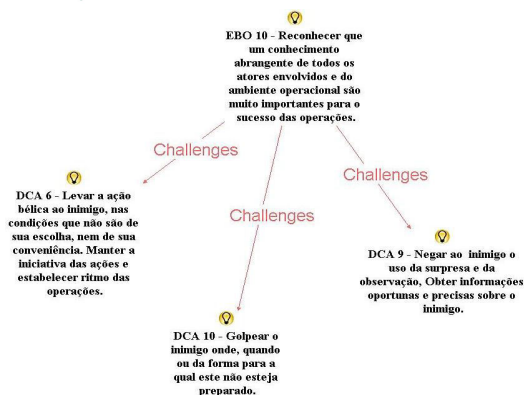 EBO 10 - Reconhecer que
um conhecimento
abrangente de todos os
atores envolvidos e do
ambiente operacional são
muito importantes para o
sucesso das operações.
Challenges
Challenges
Challenges
DCA 6 - Levar a ação
bélica ao inimigo, nas
condições que não são de
sua escolha, nem de sua
conveniência. Manter a
iniciativa das ações e
estabelecer ritmo das
operações.
DCA 9 - Negar ao inimigo o
uso da surpresa e da
observação, Obter informações
oportunas e precisas sobre o
inimigo.
DCA 10 - Golpear o
inimigo onde, quando
ou da forma para a
qual este não esteja
preparado.